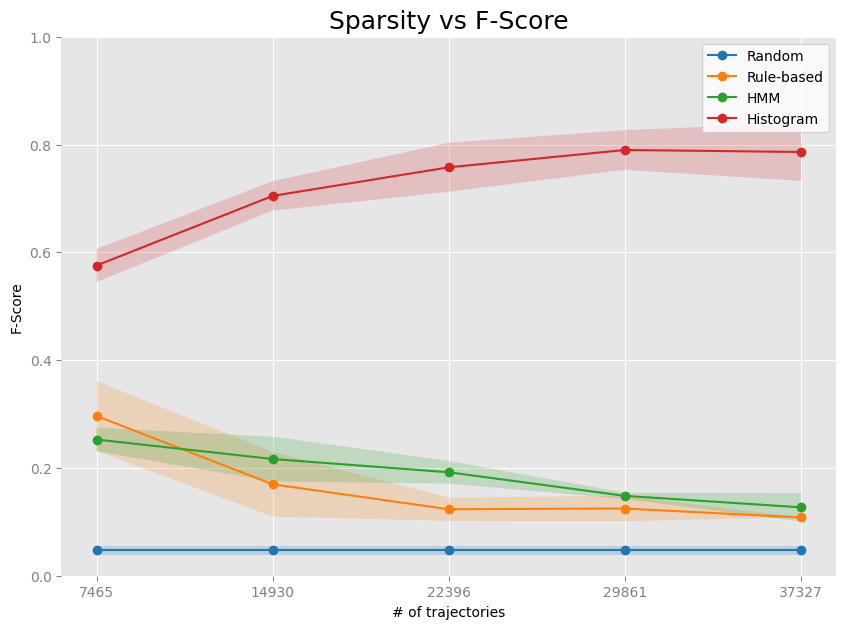 Sparsity vs F-Score
1.0
Random
Rule-based
HMM
Histogram
0.8
0.6
F-Score
0.4
0.2
0.0
7465 14930 22396 29861 37327
# of trajectories